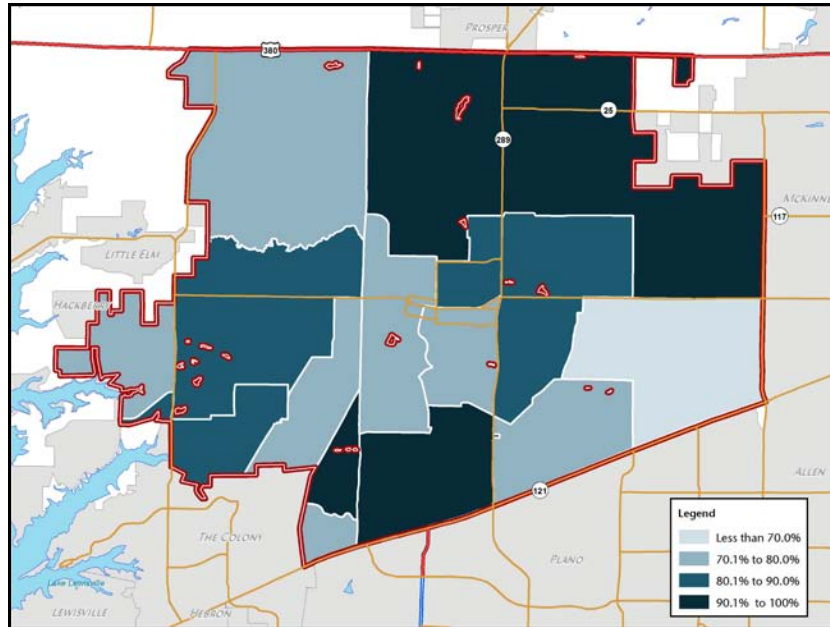 PROSPER
380
25
289
MCKINNE
117
LITTLE ELM
HACKBERRY
121
ALLEN
THE COLONY
PLANO
Lake Lewisville
LEWISVILLE
HEBRON
Legend
Less than 70.0%
70.1% to 80.0%
80.1% to 90.0%
90.1% to 100%